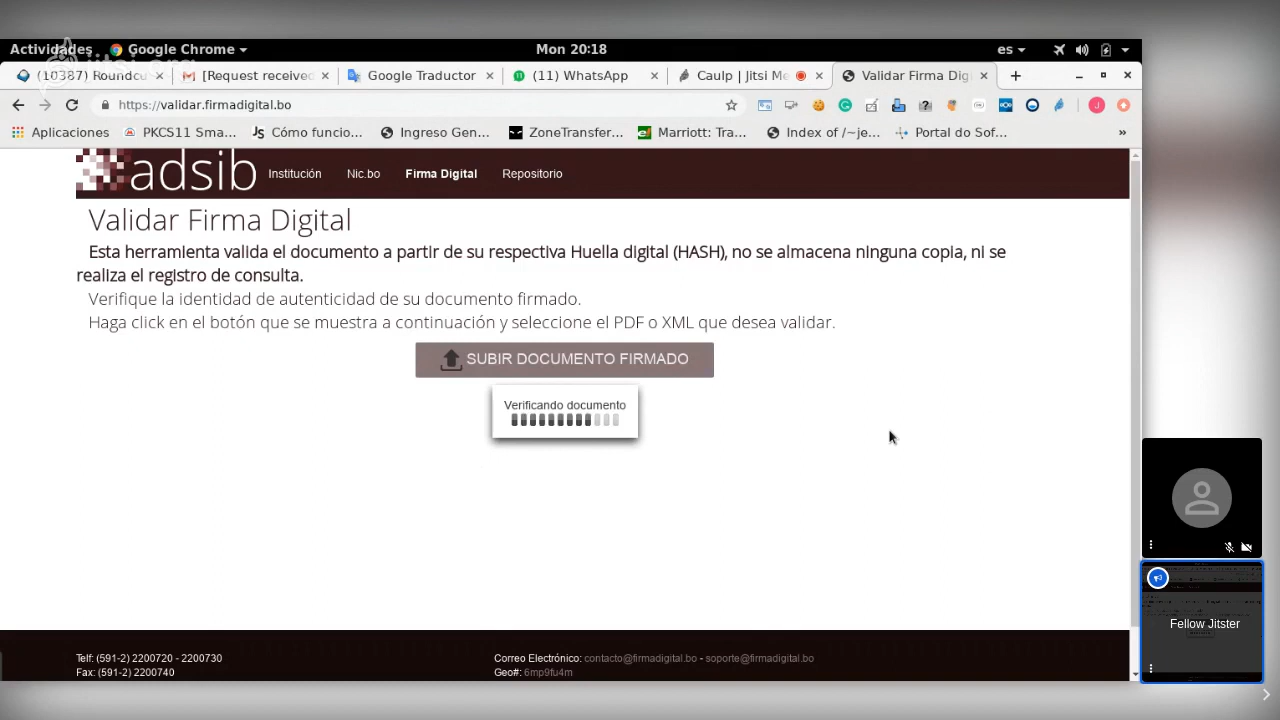 Actividades
Google Chrome
Mon 20:18
es
jitsi.org
(10387) Roundcu
[Request received
Google Traductor
(11) WhatsApp
Caulp | Jitsi Me
Validar Firma Dig
https://validar.firmadigital.bo
Aplicaciones
PKCS11 Sma...
Cómo funcio...
Ingreso Gen...
ZoneTransfer...
Marriott: Tra...
Index of /~je...
Portal do Sof...
adsib
Institución
Nic.bo
Firma Digital
Repositorio
Validar Firma Digital
Esta herramienta valida el documento a partir de su respectiva Huella digital (HASH), no se almacena ninguna copia, ni se
realiza el registro de consulta.
Verifique la identidad de autenticidad de su documento firmado.
Haga click en el botón que se muestra a continuación y seleccione el PDF o XML que desea validar.
SUBIR DOCUMENTO FIRMADO
Verificando documento
Fellow Jitster
Telf: (591-2) 2200720 - 2200730
Fax: (591-2) 2200740
Correo Electrónico: contacto@firmadigital.bo - soporte@firmadigital.bo
Geo#: 6mp9fu4m